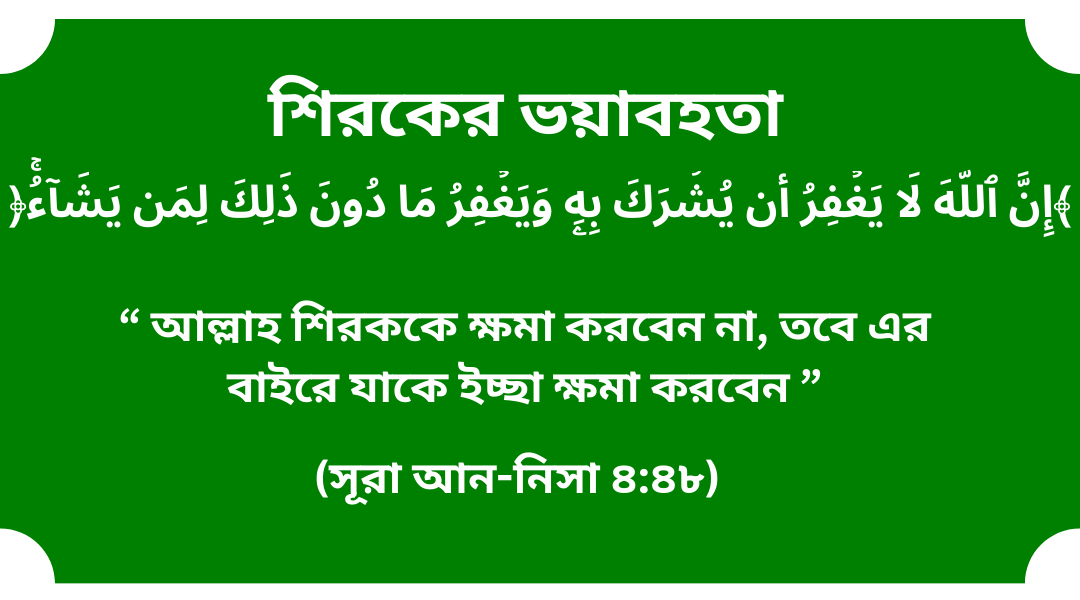 শিরকের ভয়াবহতা
﴿إِنَّ ٱللَّهَ لَا يَغۡفِرُ أَن يُشۡرَكَ بِهِۦ وَيَغۡفِرُ مَا دُونَ ذَٰلِكَ لِمَن يَشَآءُۚ﴾
“ আল্লাহ শিরককে ক্ষমা করবেন না, তবে এর
বাইরে যাকে ইচ্ছা ক্ষমা করবেন ”
(সূরা আন-নিসা ৪:৪৮)